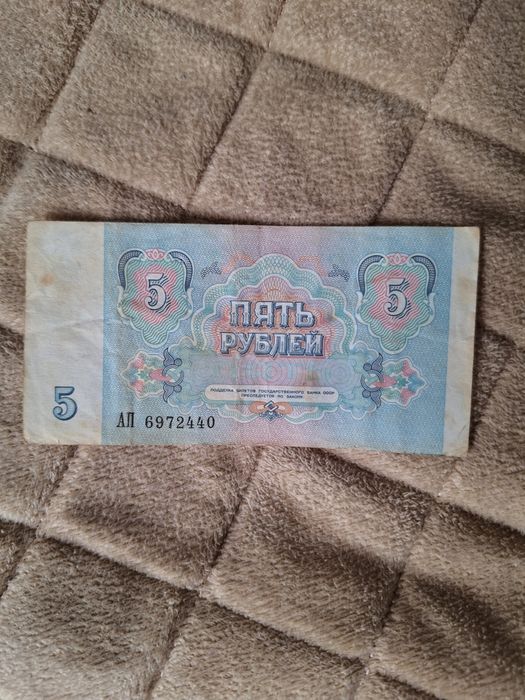 5
5
ПЯТЬ
РУБЛЕЙ
ПОДДЕЛКА БИЛЕТОВ ГОСУДАРСТВЕННОГО БАНКА СССР
ПРЕСЛЕДУЕТСЯ ПО ЗАКОНУ
5
АП 6972440